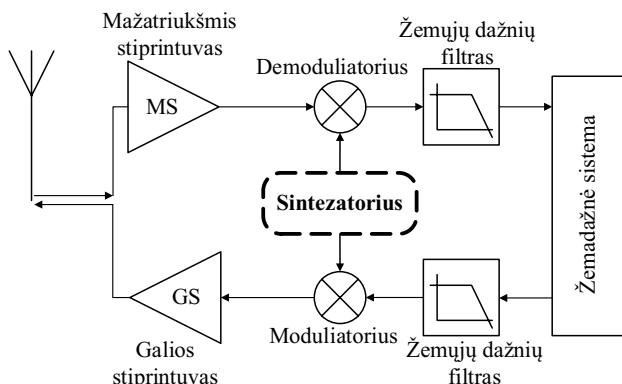 Mažatriukšmis
stiprintuvas
MS
Demoduliatorius
Žemųjų dažnių
filtras
Sintezatorius
Žemadažnė sistema
GS
Galios
stiprintuvas
Moduliatorius
Žemųjų dažnių
filtras